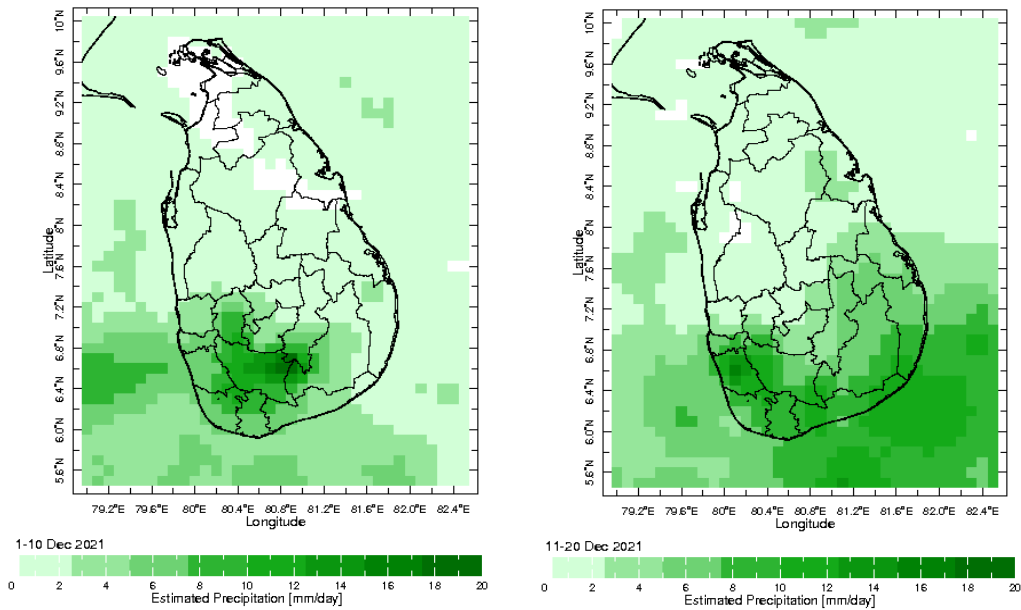 10°N
9.6°N
9.2°N
8.8°N
8.4°N
8°N
7.6°N
7.2°N
6.8°N
6.4°N
6.0°N
5.6°N
Latitude
79.2°E 79.6°E 80°E 80.4°E 80.8°E 81.2°E 81.6°E 82.0°E 82.4°E
Longitude
1-10 Dec 2021
0 2 4 6 8 10 12 14 16 18 20
Estimated Precipitation [mm/day]
10°N
9.6°N
9.2°N
8.8°N
8.4°N
8°N
7.6°N
7.2°N
6.8°N
6.4°N
6.0°N
5.6°N
Latitude
79.2°E 79.6°E 80°E 80.4°E 80.8°E 81.2°E 81.6°E 82.0°E 82.4°E
Longitude
11-20 Dec 2021
0 2 4 6 8 10 12 14 16 18 20
Estimated Precipitation [mm/day]